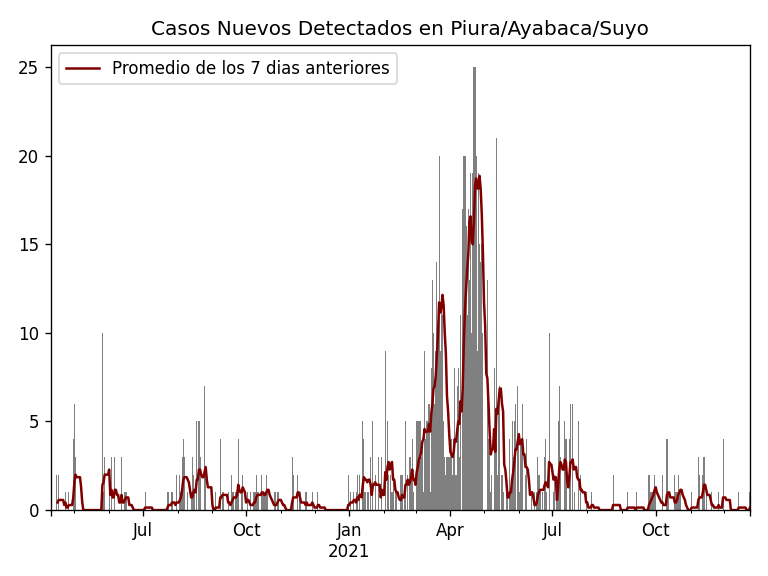 Casos Nuevos Detectados en Piura/Ayabaca/Suyo
Promedio de los 7 dias anteriores
25
20
15
10
5
0
Jul Oct Jan Apr Jul Oct
2021